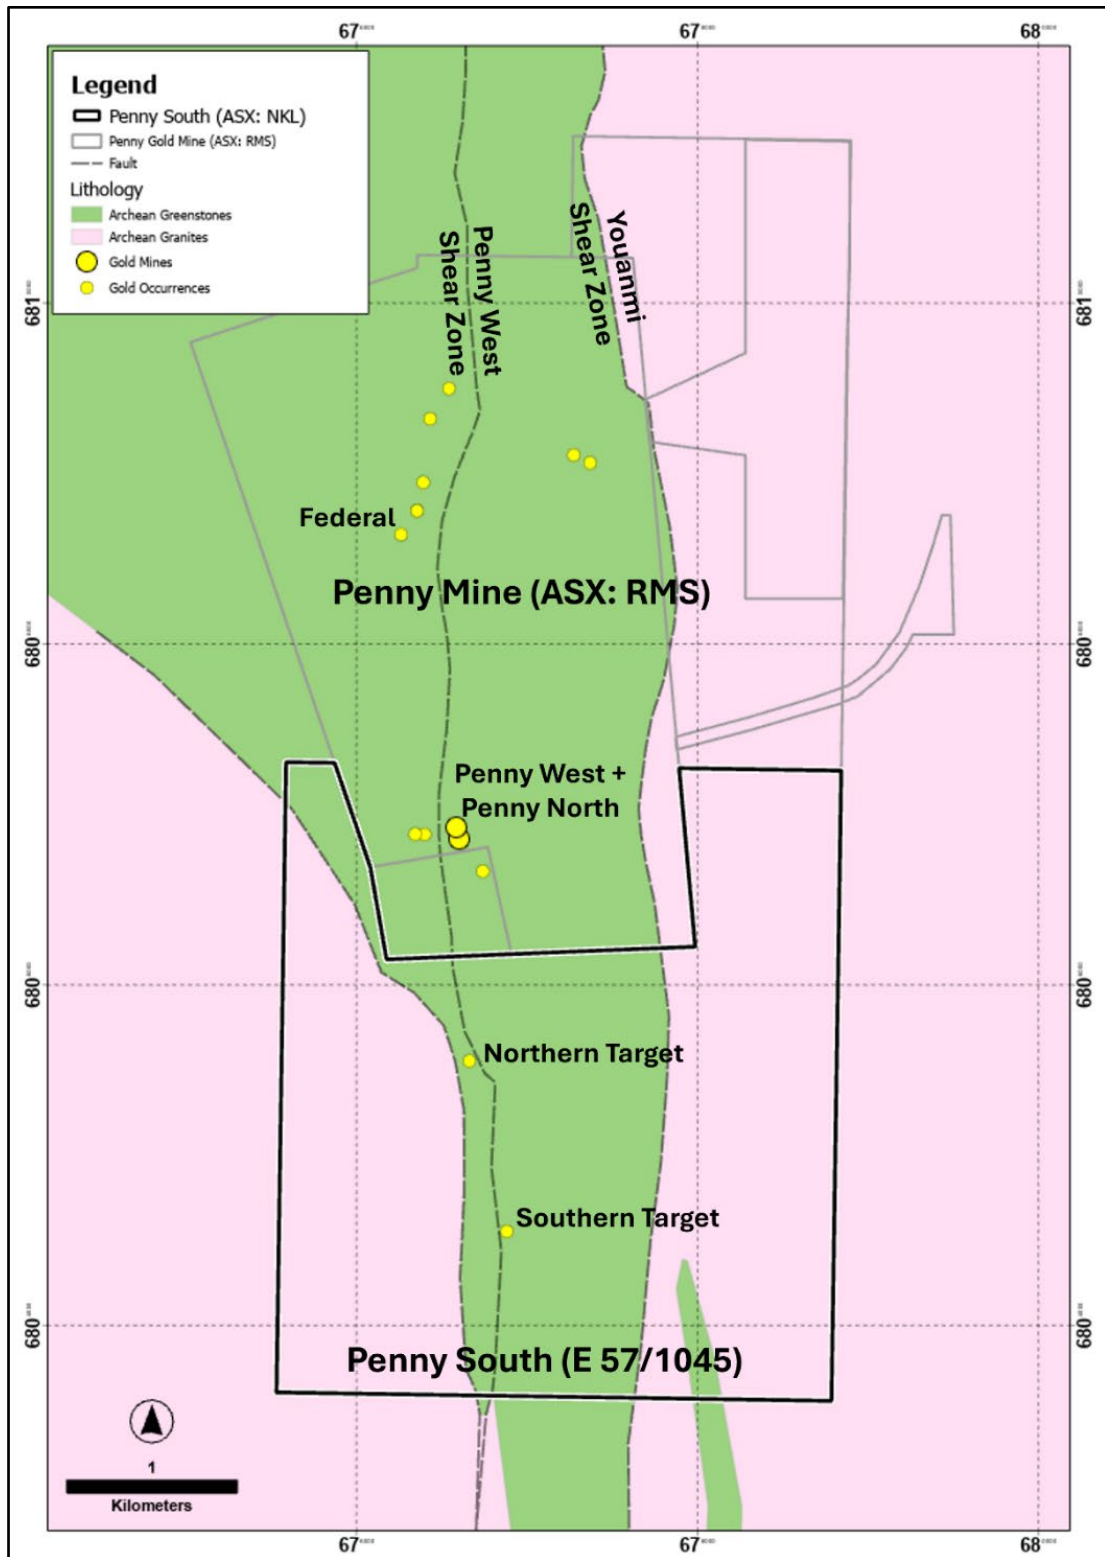 67
67
68
Legend
Penny South (ASX: NKL)
Penny Gold Mine (ASX: RMS)
Fault
Lithology
Archean Greenstones
Archean Granites
Gold Mines
Gold Occurrences
Penny West
Shear Zone
Youanmi
Shear Zone
681
681
Federal
Penny Mine (ASX: RMS)
680
680
Penny West +
Penny North
680
680
Northern Target
Southern Target
680
680
Penny South (E 57/1045)
1
Kilometers
67
67
68